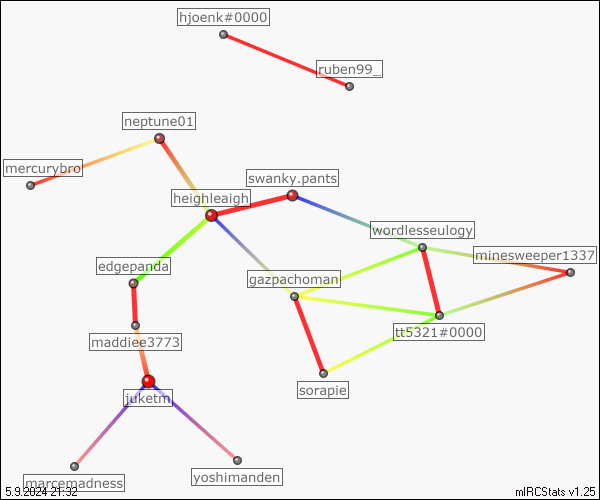 hjoenk#0000
ruben99_
neptune01
mercurybro
swanky.pants
heighleaigh
wordlesseulogy
minesweeper1337
edgepanda
gazpachoman
tt5321#0000
maddiee3773
sorapie
juketm
marcemadness
yoshimanden
5.9.2024 21:32
mIRCStats v1.25